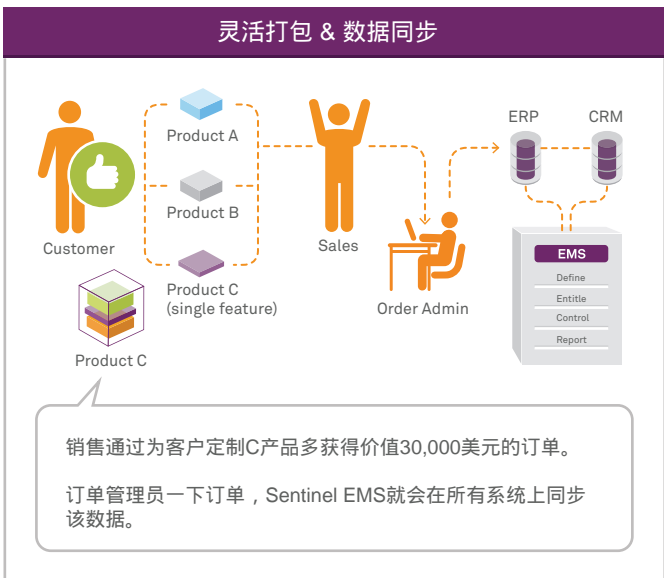 灵活打包 & 数据同步
Product A
Product B
Product C
(single feature)
Customer
Product C
Sales
Order Admin
ERP
CRM
EMS
Define
Entitle
Control
Report
销售通过为客户定制C产品多获得价值30,000美元的订单。
订单管理员一下订单，Sentinel EMS就会在所有系统上同步
该数据。